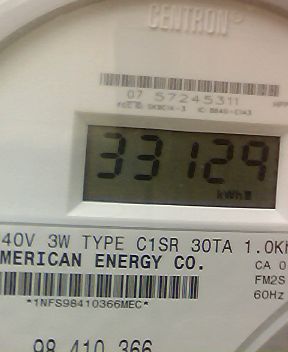 CENTRON®
07 57245311
33129
kWh
40V 3W TYPE C1SR 30TA 1.0K
MERICAN ENERGY CO.
CA 0
FM2S
60Hz
*1NFS98410366MEC*
98 410 366